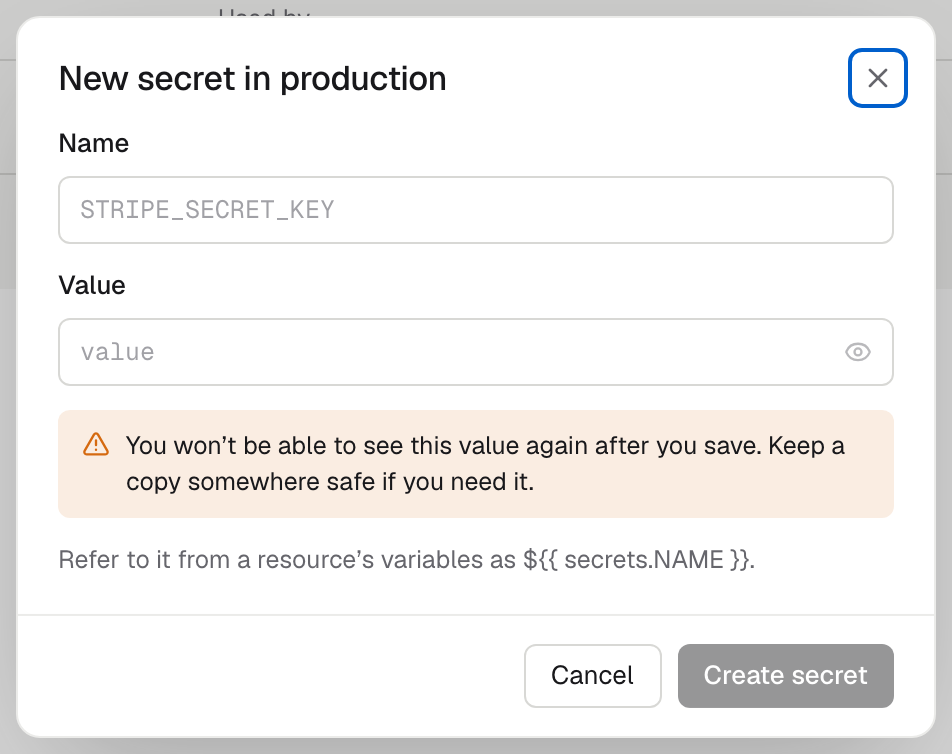 Used by
New secret in production
Name
STRIPE_SECRET_KEY
Value
value
You won’t be able to see this value again after you save. Keep a
copy somewhere safe if you need it.
Refer to it from a resource’s variables as ${{ secrets.NAME }}.
Cancel
Create secret